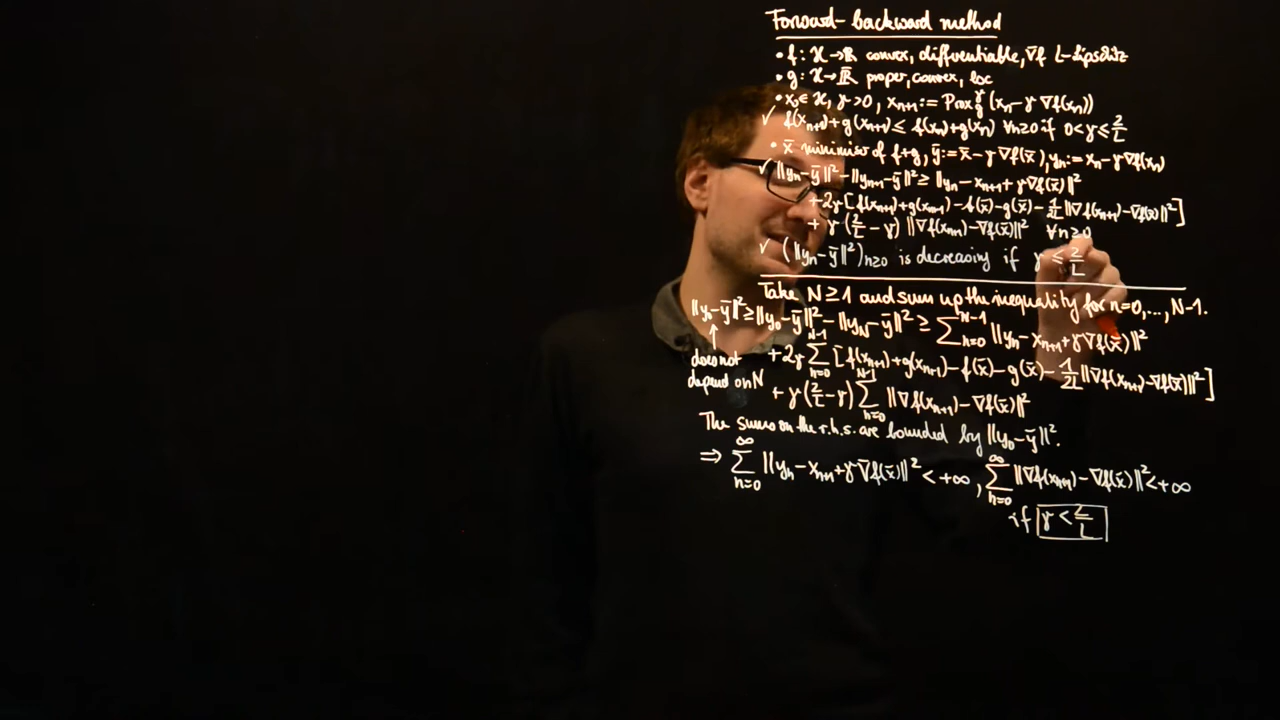 Forward-backward method
• f: ℋ → ℝ convex, differentiable, ∇f L-Lipschitz
• g: ℋ → ℝ̄ proper, convex, lsc
• x₀ ∈ ℋ, γ > 0, xₙ₊₁ := Prox_g^γ (xₙ − γ ∇f(xₙ))
✓ f(xₙ₊₁) + g(xₙ₊₁) ≤ f(xₙ) + g(xₙ) ∀n≥0 if 0 < γ ≤ 2/L
• x̄ minimiser of f+g, ȳ := x̄ − γ∇f(x̄), yₙ := xₙ − γ∇f(xₙ)
✓ ‖yₙ − ȳ‖² − ‖yₙ₊₁ − ȳ‖² ≥ ‖yₙ − xₙ₊₁ + γ∇f(x̄)‖²
+ 2γ [f(xₙ₊₁) + g(xₙ₊₁) − f(x̄) − g(x̄) − 1/2L ‖∇f(xₙ₊₁) − ∇f(x̄)‖²]
+ γ (2/L − γ) ‖∇f(xₙ₊₁) − ∇f(x̄)‖² ∀n≥0
✓ (‖yₙ − ȳ‖²)ₙ≥₀ is decreasing if γ ≤ 2/L
Take N ≥ 1 and sum up the inequality for n=0,…, N−1.
‖y₀ − ȳ‖² ≥ ‖y₀ − ȳ‖² − ‖y_N − ȳ‖² ≥ ∑_{n=0}^{N−1} ‖yₙ − xₙ₊₁ + γ∇f(x̄)‖²
↑ does not depend on N
+ 2γ ∑_{n=0}^{N−1} [f(xₙ₊₁) + g(xₙ₊₁) − f(x̄) − g(x̄) − 1/2L ‖∇f(xₙ₊₁) − ∇f(x̄)‖²]
+ γ (2/L − γ) ∑_{n=0}^{N−1} ‖∇f(xₙ₊₁) − ∇f(x̄)‖²
The sums on the r.h.s. are bounded by ‖y₀ − ȳ‖².
⇒ ∑_{n=0}^{∞} ‖yₙ − xₙ₊₁ + γ∇f(x̄)‖² < +∞, ∑_{n=0}^{∞} ‖∇f(xₙ₊₁) − ∇f(x̄)‖² < +∞
if γ < 2/L